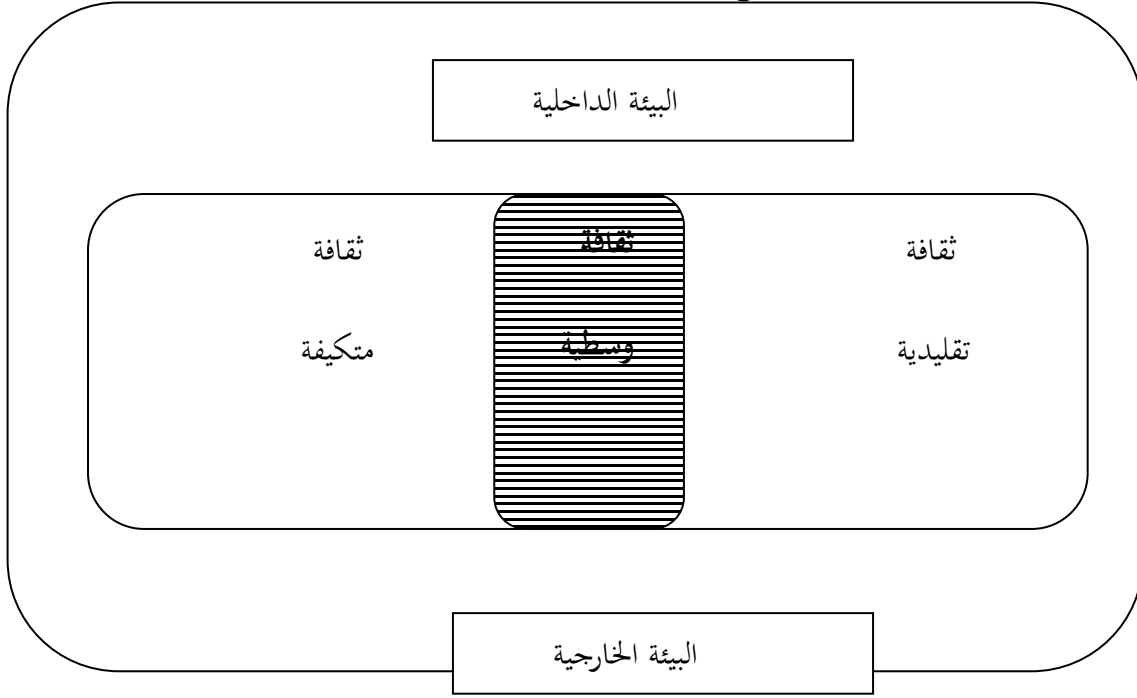 البيئة الداخلية
ثقافة ثقافة ثقافة
تقليدية وسطية متكيفة
البيئة الخارجية